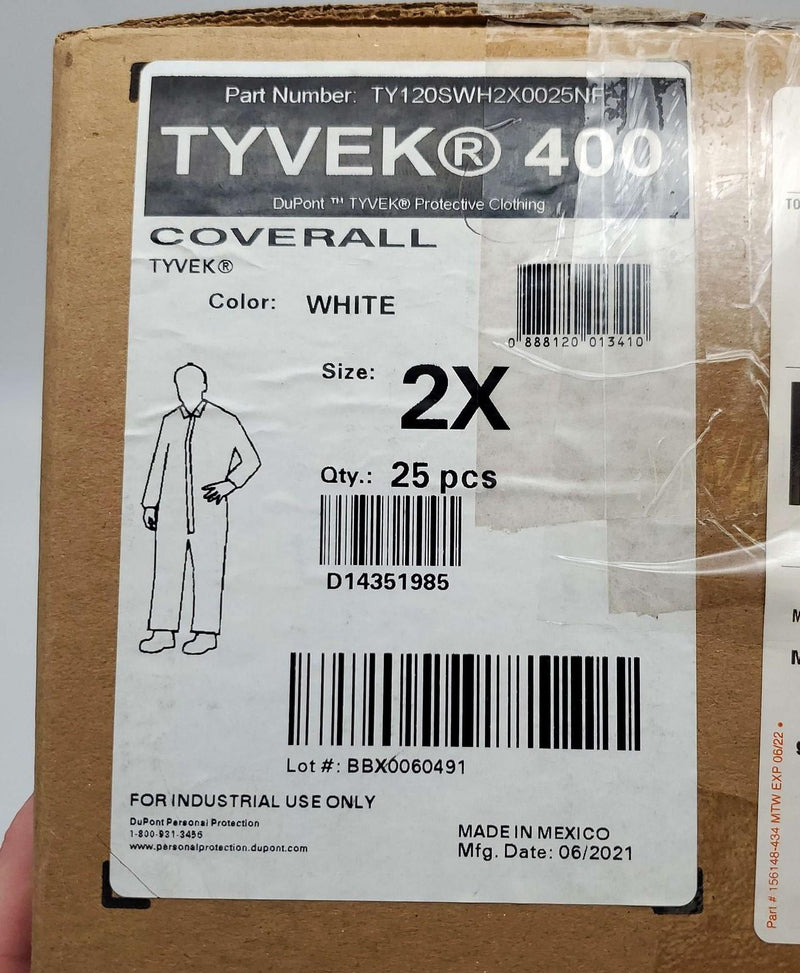 Part Number: TY120SWH2X0025NF
TYVEK® 400
DuPont ™ TYVEK® Protective Clothing
COVERALL
TYVEK®
Color: WHITE
0 888120 013410
Size: 2X
Qty.: 25 pcs
D14351985
Lot #: BBX0060491
FOR INDUSTRIAL USE ONLY
DuPont Personal Protection
1-800-931-3456
www.personalprotection.dupont.com
MADE IN MEXICO
Mfg. Date: 06/2021
TO
Part # 156148-434 MTW EXP 06/22 •